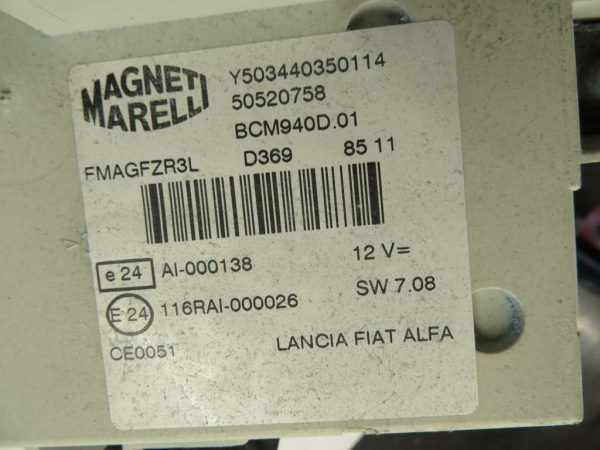 MAGNETI
MARELLI
Y503440350114
50520758
BCM940D.01
FMAGFZR3L D369 85 11
e 24 AI-000138 12 V=
E 24 116RAI-000026 SW 7.08
CE0051 LANCIA FIAT ALFA